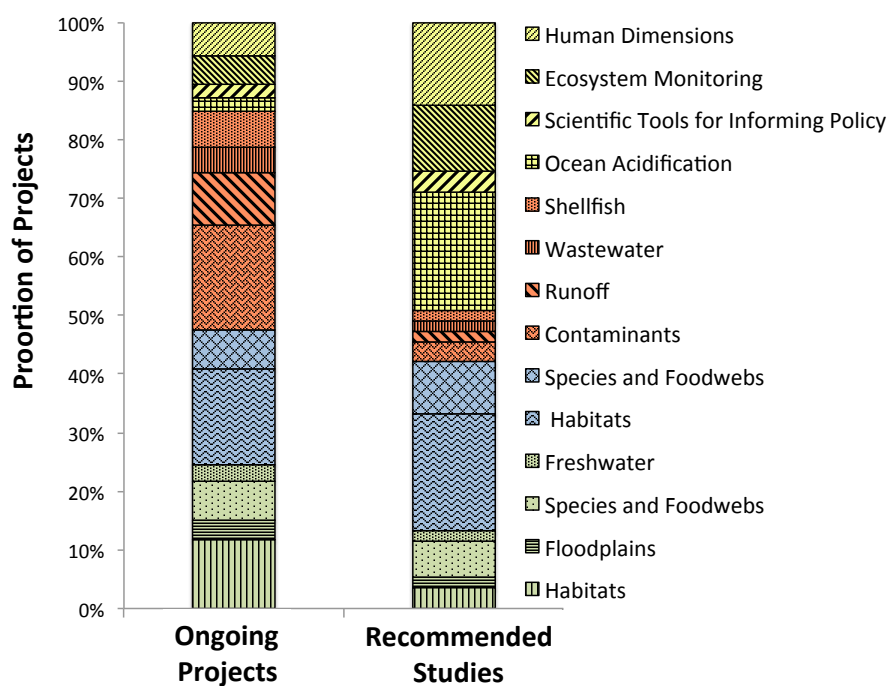 Proortion of Projects
100%
90%
80%
70%
60%
50%
40%
30%
20%
10%
0%
Ongoing
Projects
Recommended
Studies
Human Dimensions
Ecosystem Monitoring
Scientific Tools for Informing Policy
Ocean Acidification
Shellfish
Wastewater
Runoff
Contaminants
Species and Foodwebs
Habitats
Freshwater
Species and Foodwebs
Floodplains
Habitats